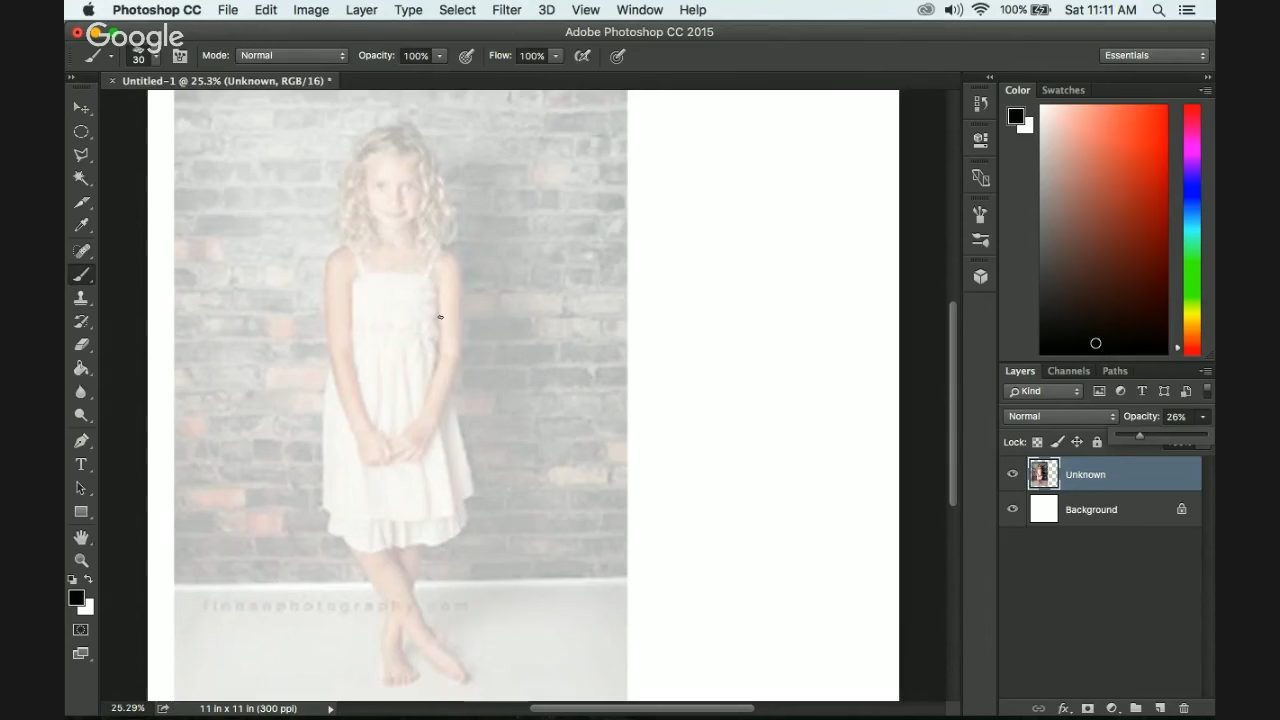 Photoshop CC File Edit Image Layer Type Select Filter 3D View Window Help 100% Sat 11:11 AM
Google
Adobe Photoshop CC 2015
30 Mode: Normal Opacity: 100% Flow: 100% Essentials
× Untitled-1 @ 25.3% (Unknown, RGB/16) *
Color Swatches
Layers Channels Paths
Kind
Normal Opacity: 26%
Lock:
Unknown
Background
25.29% 11 in x 11 in (300 ppi)